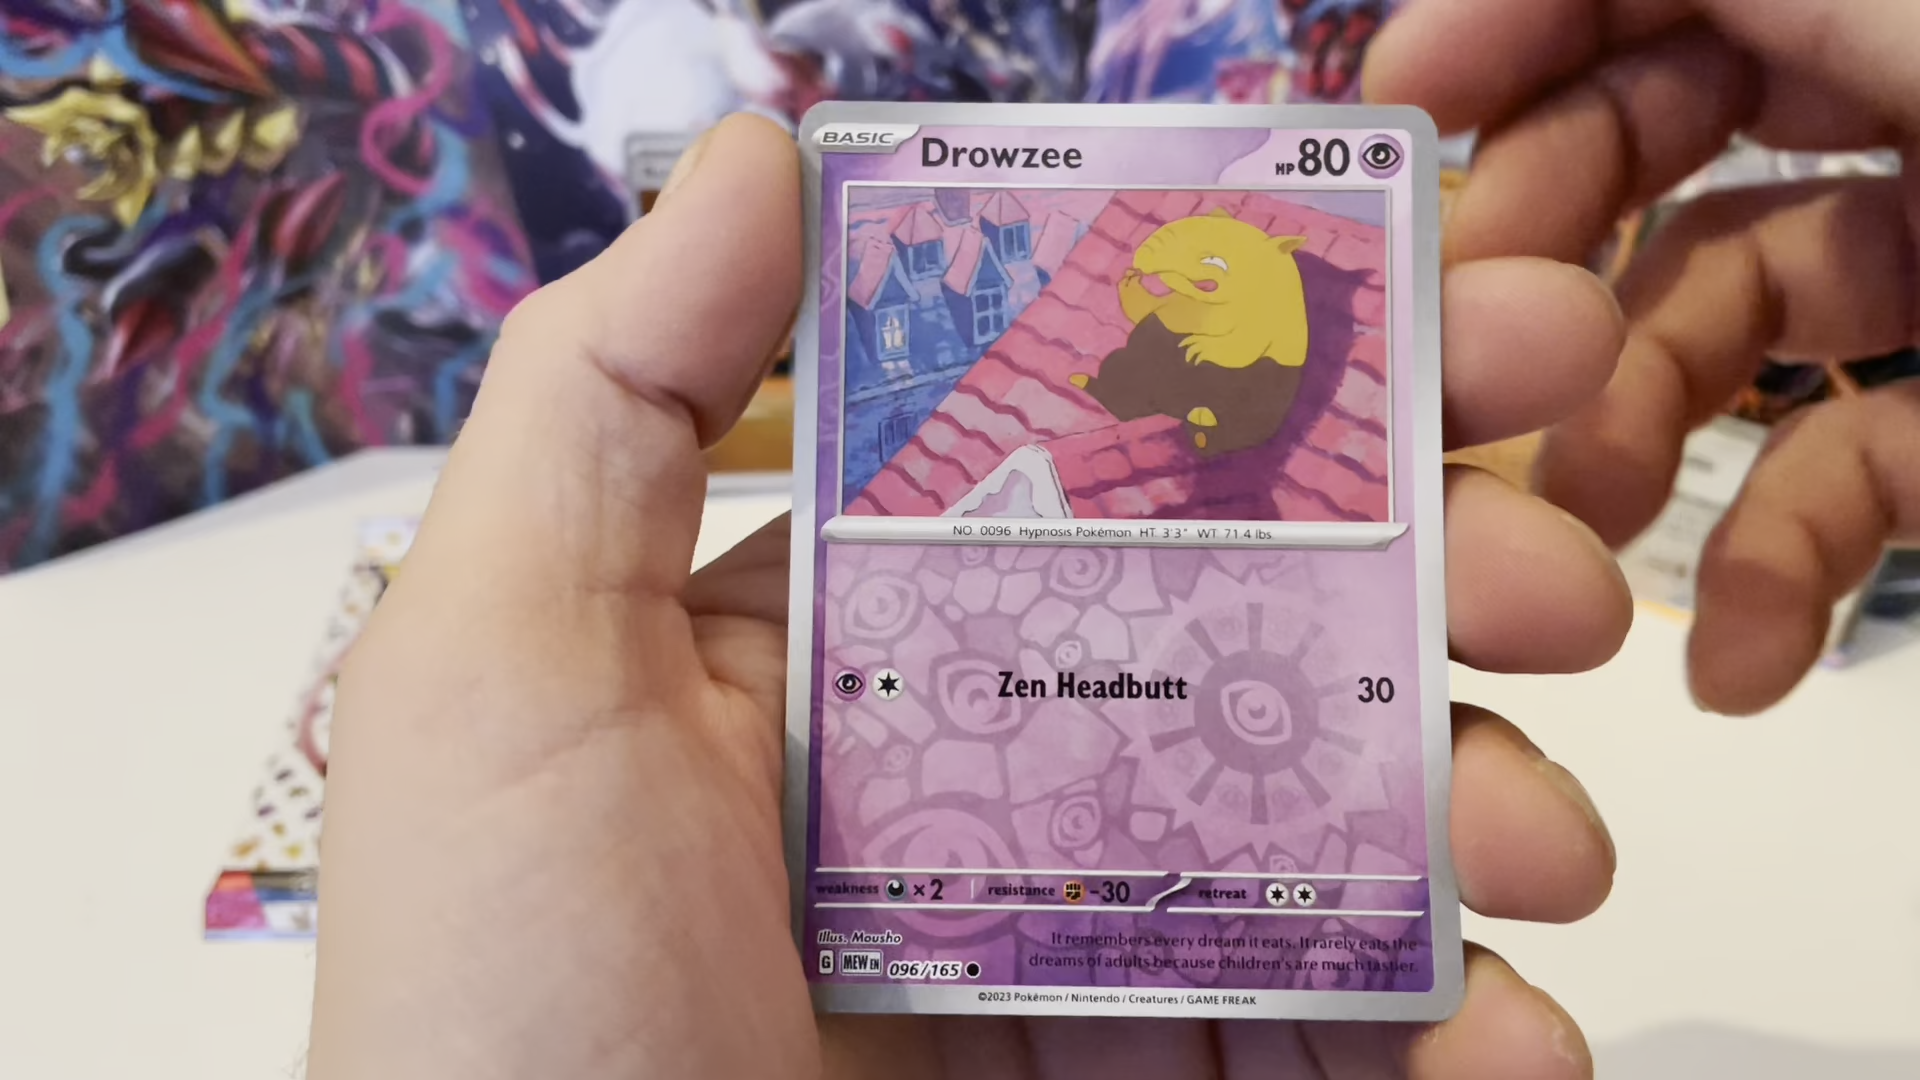 BASIC Drowzee HP 80
NO. 0096 Hypnosis Pokémon HT. 3'3" WT. 71.4 lbs.
Zen Headbutt 30
weakness ×2 resistance -30 retreat
Illus. Mousho
It remembers every dream it eats. It rarely eats the
dreams of adults because children's are much tastier.
G MEW EN 096/165
©2023 Pokémon / Nintendo / Creatures / GAME FREAK